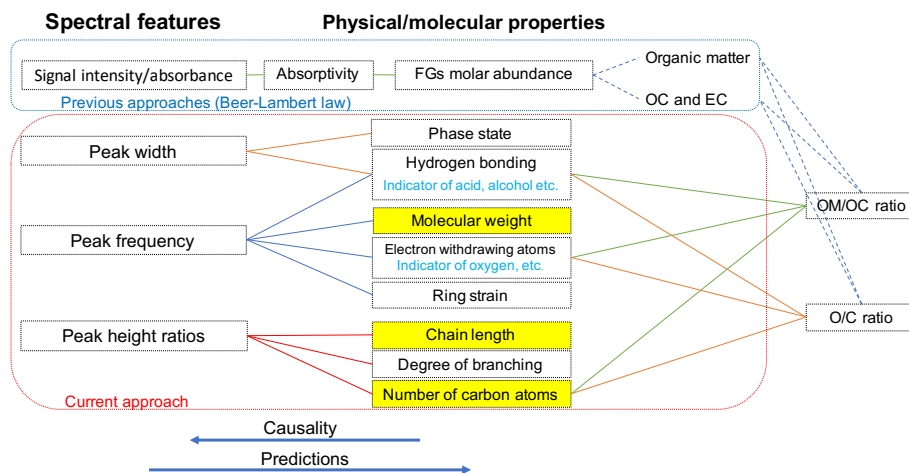 Spectral features
Physical/molecular properties
Signal intensity/absorbance
Absorptivity
FGs molar abundance
Organic matter
OC and EC
Previous approaches (Beer-Lambert law)
Peak width
Phase state
Hydrogen bonding
Indicator of acid, alcohol etc.
Molecular weight
Peak frequency
Electron withdrawing atoms
Indicator of oxygen, etc.
Ring strain
Peak height ratios
Chain length
Degree of branching
Number of carbon atoms
OM/OC ratio
O/C ratio
Current approach
Causality
Predictions